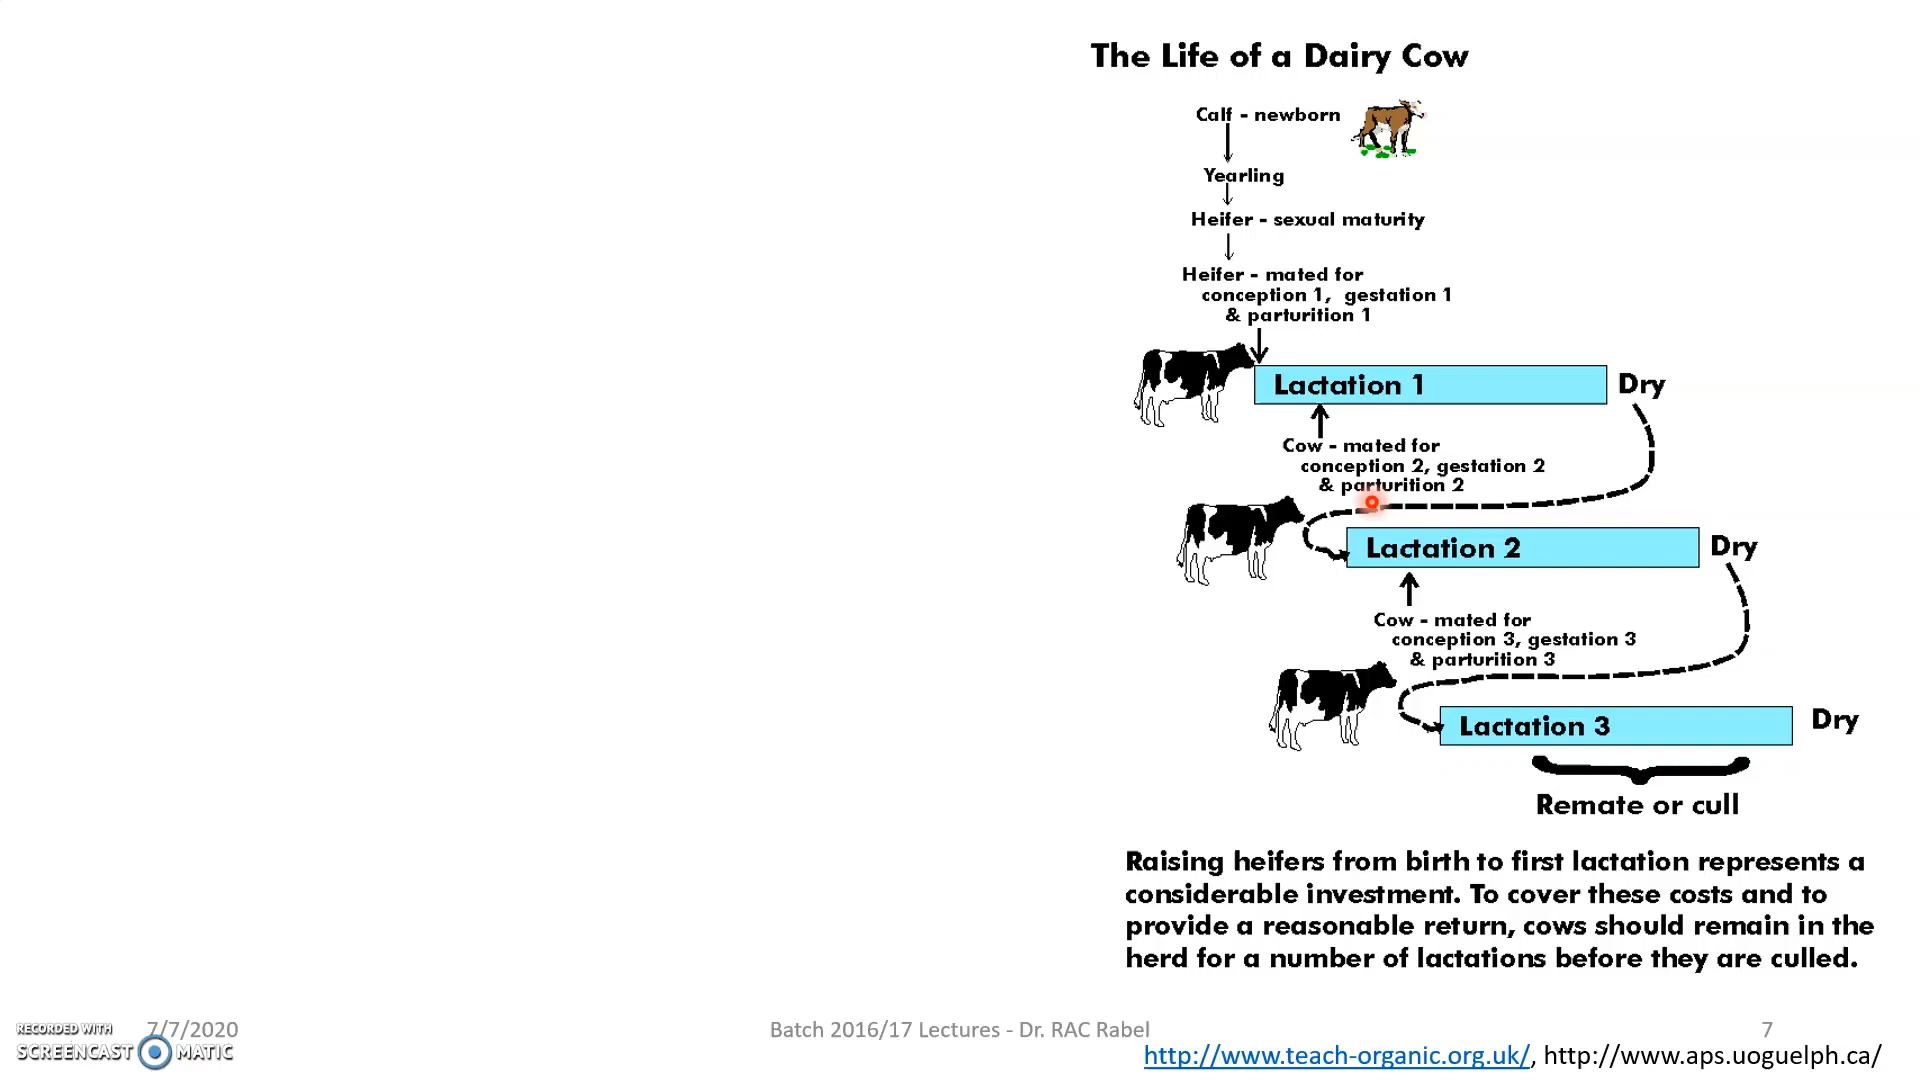 The Life of a Dairy Cow
Calf - newborn
Yearling
Heifer - sexual maturity
Heifer - mated for
conception 1, gestation 1
& parturition 1
Lactation 1
Dry
Cow - mated for
conception 2, gestation 2
& parturition 2
Lactation 2
Dry
Cow - mated for
conception 3, gestation 3
& parturition 3
Lactation 3
Dry
Remate or cull
Raising heifers from birth to first lactation represents a
considerable investment. To cover these costs and to
provide a reasonable return, cows should remain in the
herd for a number of lactations before they are culled.
7/7/2020
Batch 2016/17 Lectures - Dr. RAC Rabel
7
http://www.teach-organic.org.uk/, http://www.aps.uoguelph.ca/
RECORDED WITH
SCREENCAST MATIC